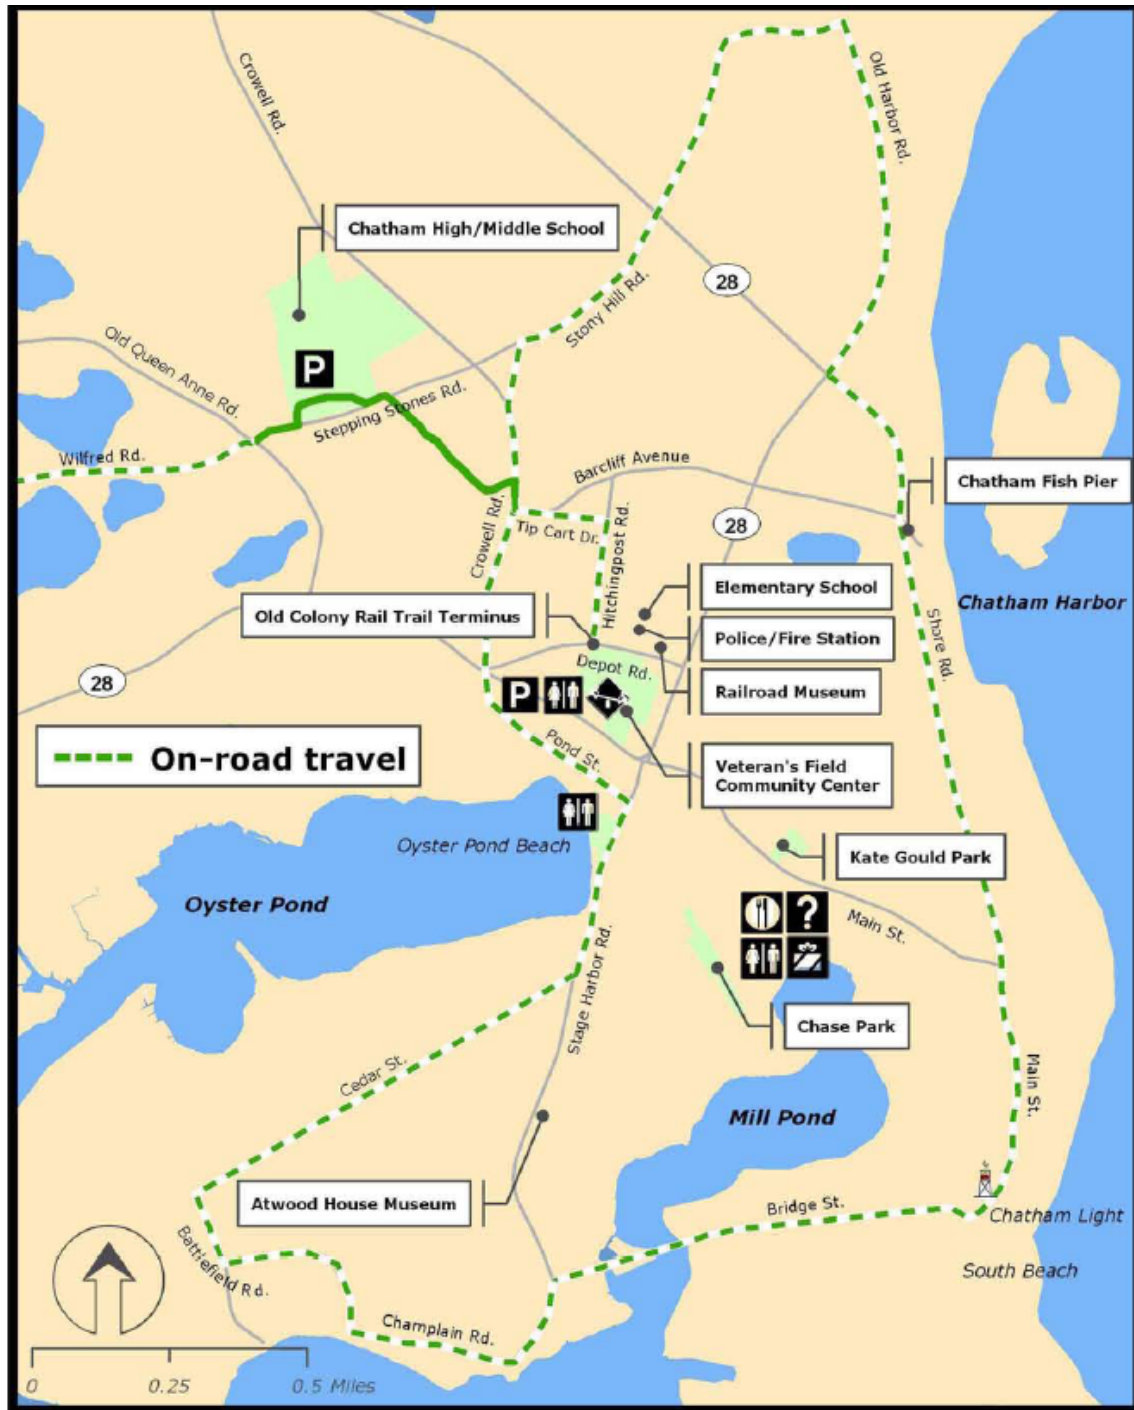 Crowell Rd.
Old Harbor Rd.
Chatham High/Middle School
28
Stony Hill Rd.
Old Queen Anne Rd.
P
Stepping Stones Rd.
Wilfred Rd.
Barcliff Avenue
Chatham Fish Pier
Crowell Rd.
Tip Cart Dr.
Hitchingpost Rd.
28
Elementary School
Chatham Harbor
Old Colony Rail Trail Terminus
Police/Fire Station
Shore Rd.
Depot Rd.
28
P
Railroad Museum
On-road travel
Pond St.
Veteran's Field
Community Center
Oyster Pond Beach
Kate Gould Park
Oyster Pond
?
Main St.
Stage Harbor Rd.
Chase Park
Cedar St.
Main St.
Mill Pond
Atwood House Museum
Bridge St.
Chatham Light
Battlefield Rd.
South Beach
Champlain Rd.
0 0.25 0.5 Miles